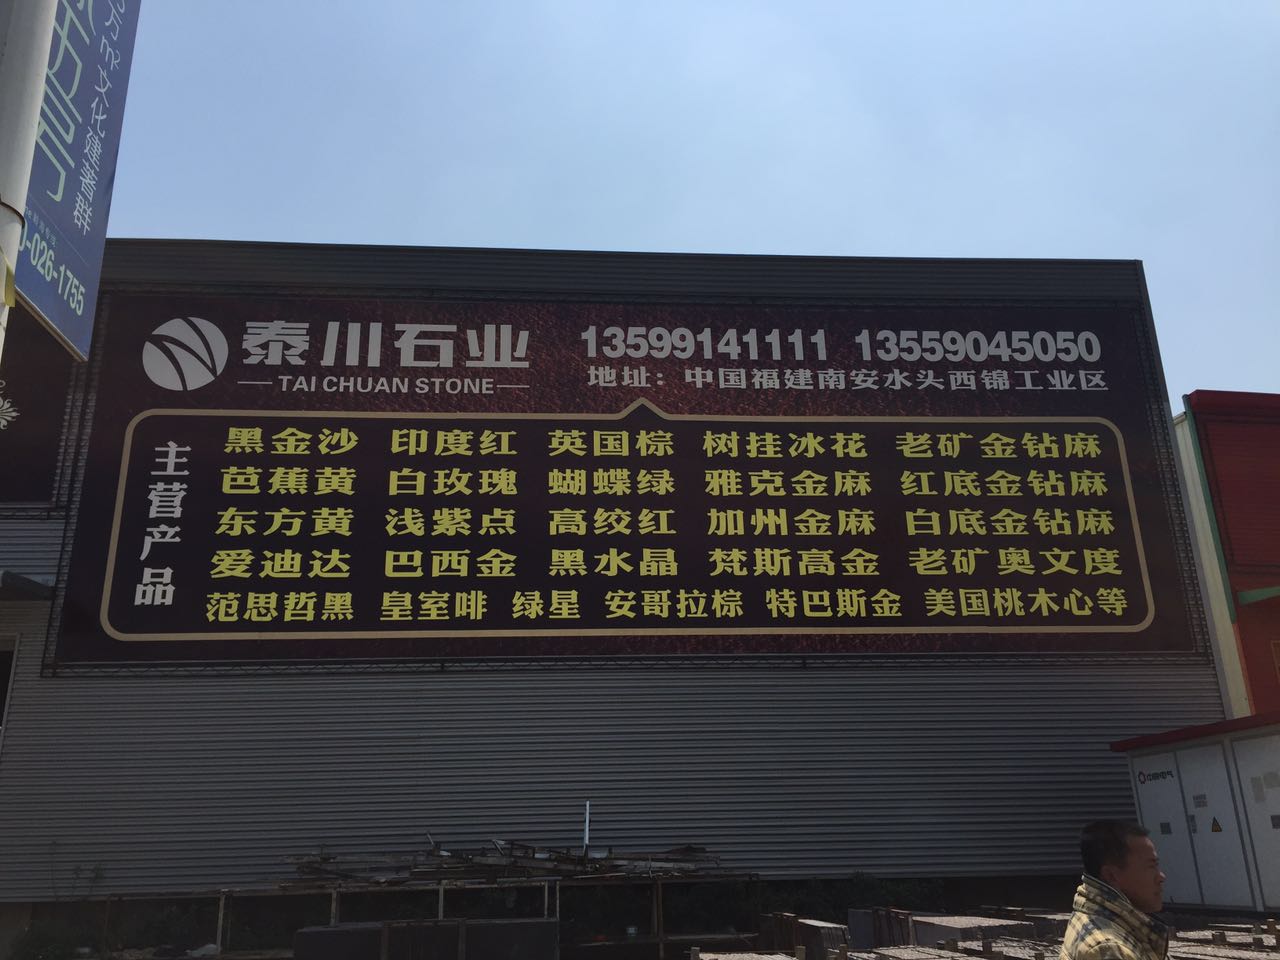 文化建着群
0-026-1755
泰川石业
TAI CHUAN STONE
13599141111 13559045050
地址：中国福建南安水头西锦工业区
主营产品
黑金沙 印度红 英国棕 树挂冰花 老矿金钻麻
芭蕉黄 白玫瑰 蝴蝶绿 雅克金麻 红底金钻麻
东方黄 浅紫点 高绞红 加州金麻 白底金钻麻
爱迪达 巴西金 黑水晶 梵斯高金 老矿奥文度
范思哲黑 皇室啡 绿星 安哥拉棕 特巴斯金 美国桃木心等